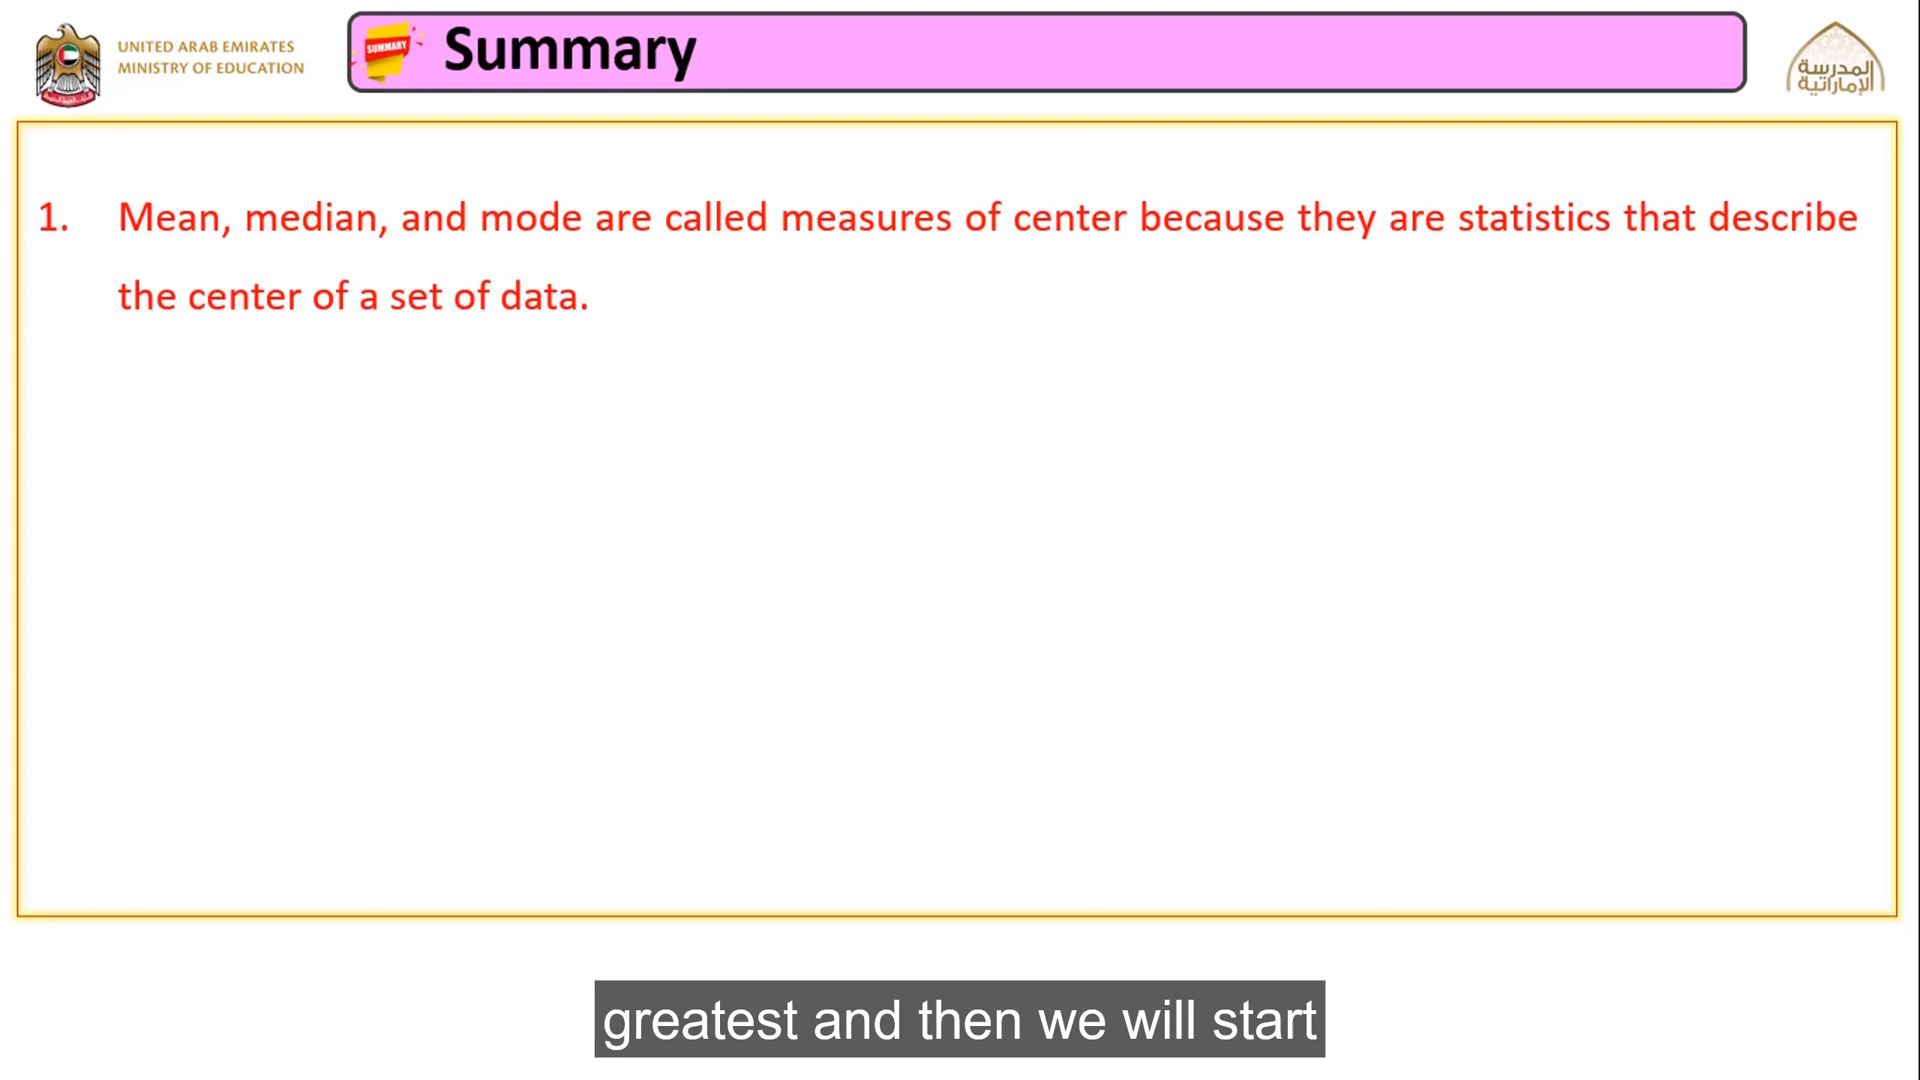 UNITED ARAB EMIRATES
MINISTRY OF EDUCATION
SUMMARY
Summary
المدرسة
الإماراتية
1. Mean, median, and mode are called measures of center because they are statistics that describe
the center of a set of data.
greatest and then we will start